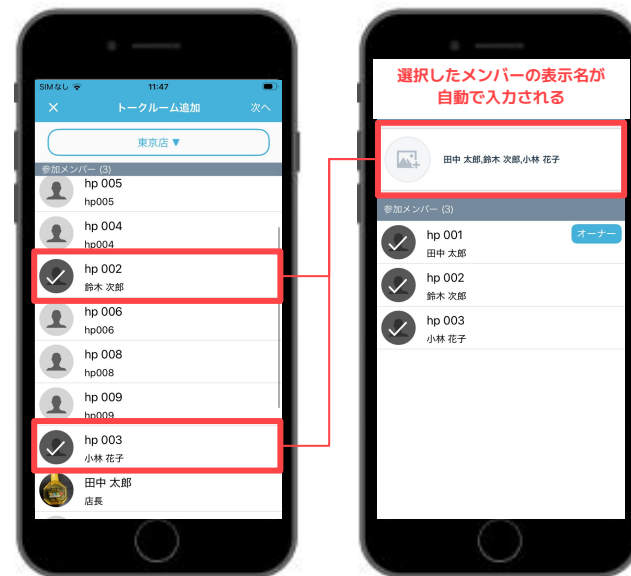 SIMなし
11:47
トークルーム追加
次へ
東京店 ▼
参加メンバー (3)
hp 005
hp005
hp 004
hp004
hp 002
鈴木 次郎
hp 006
hp006
hp 008
hp008
hp 009
hp009
hp 003
小林 花子
田中 太郎
店長
選択したメンバーの表示名が
自動で入力される
田中 太郎,鈴木 次郎,小林 花子
参加メンバー (3)
hp 001
オーナー
田中 太郎
hp 002
鈴木 次郎
hp 003
小林 花子